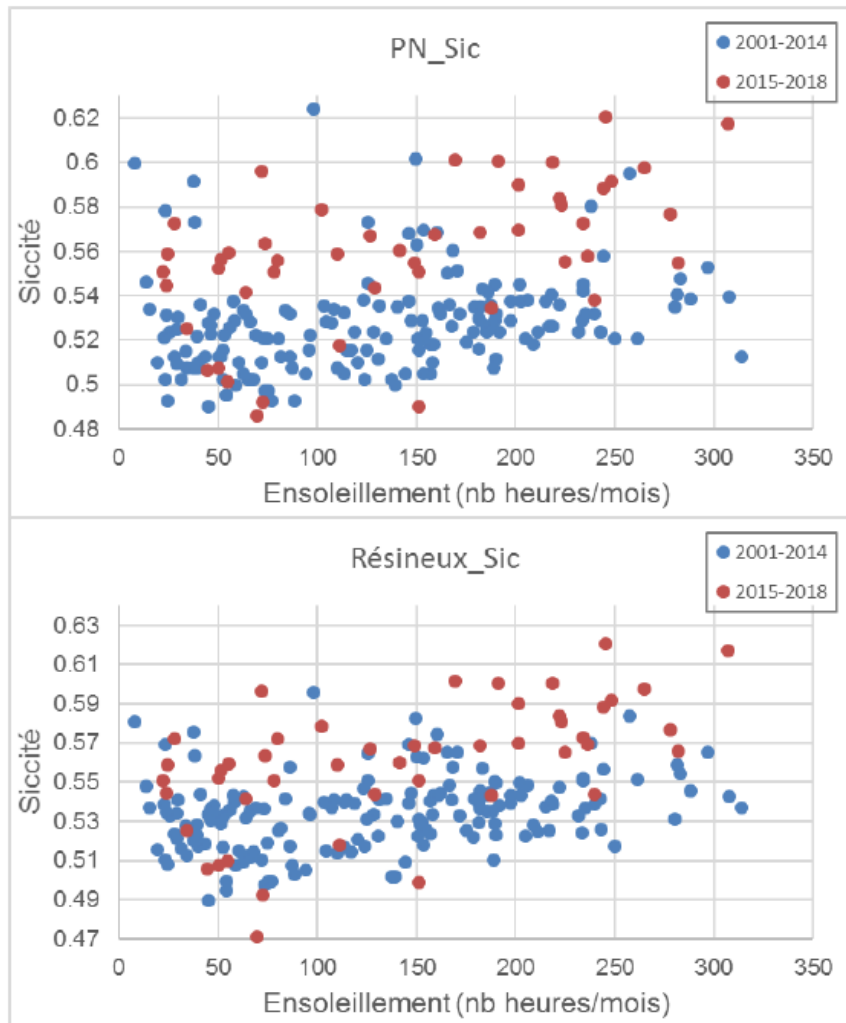 PN_Sic
2001-2014
2015-2018
Siccité
0.62
0.6
0.58
0.56
0.54
0.52
0.5
0.48
0 50 100 150 200 250 300 350
Ensoleillement (nb heures/mois)
Résineux_Sic
2001-2014
2015-2018
Siccité
0.63
0.61
0.59
0.57
0.55
0.53
0.51
0.49
0.47
0 50 100 150 200 250 300 350
Ensoleillement (nb heures/mois)